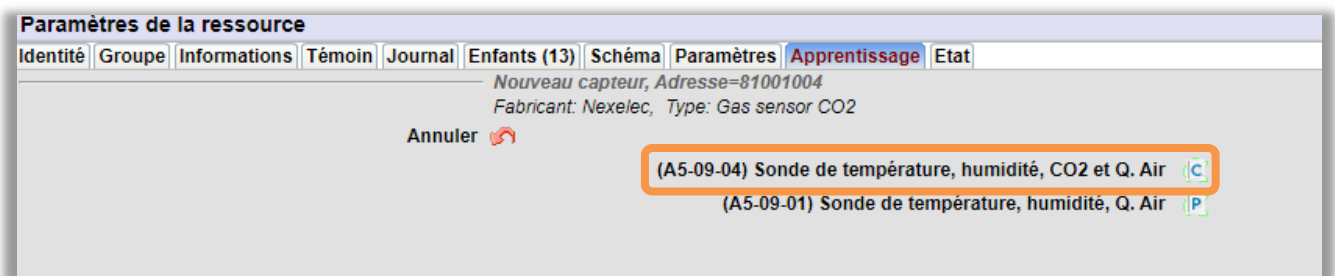 Paramètres de la ressource
Identité Groupe Informations Témoin Journal Enfants (13) Schéma Paramètres Apprentissage Etat
Nouveau capteur, Adresse=81001004
Fabricant: Nexelec, Type: Gas sensor CO2
Annuler
(A5-09-04) Sonde de température, humidité, CO2 et Q. Air C
(A5-09-01) Sonde de température, humidité, Q. Air P